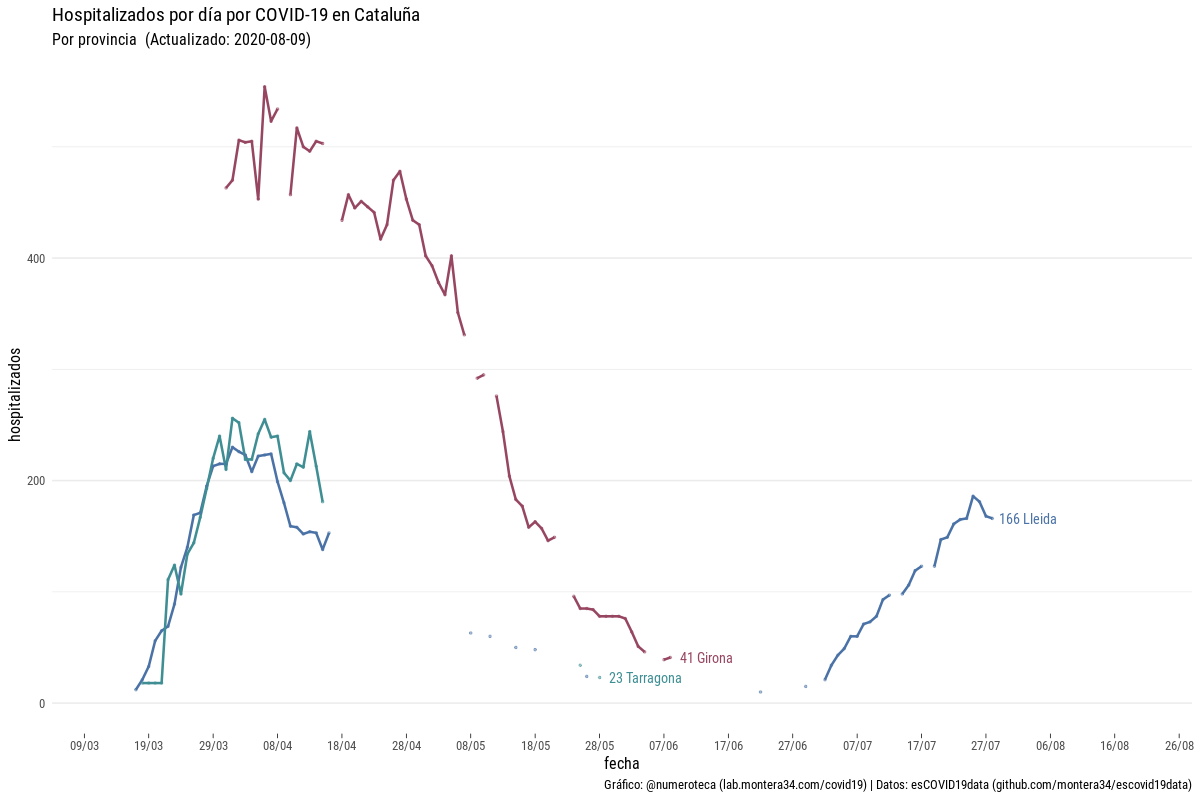 Hospitalizados por día por COVID-19 en Cataluña
Por provincia (Actualizado: 2020-08-09)
hospitalizados
400
200
0
166 Lleida
41 Girona
23 Tarragona
09/03 19/03 29/03 08/04 18/04 28/04 08/05 18/05 28/05 07/06 17/06 27/06 07/07 17/07 27/07 06/08 16/08 26/08
fecha
Gráfico: @numeroteca (lab.montera34.com/covid19) | Datos: esCOVID19data (github.com/montera34/escovid19data)